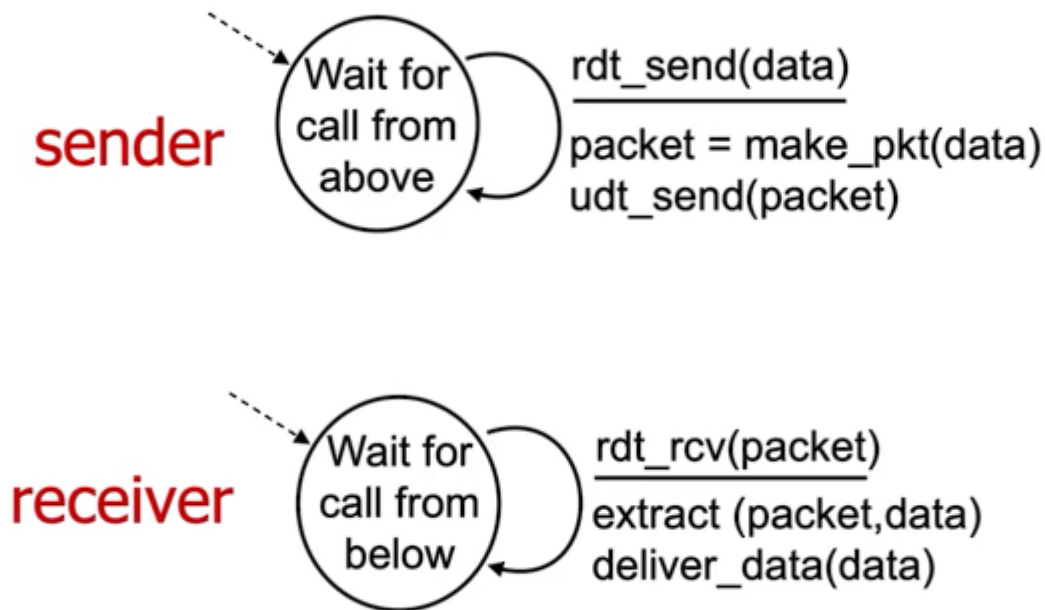 sender
Wait for
call from
above
rdt_send(data)
packet = make_pkt(data)
udt_send(packet)
receiver
Wait for
call from
below
rdt_rcv(packet)
extract (packet,data)
deliver_data(data)